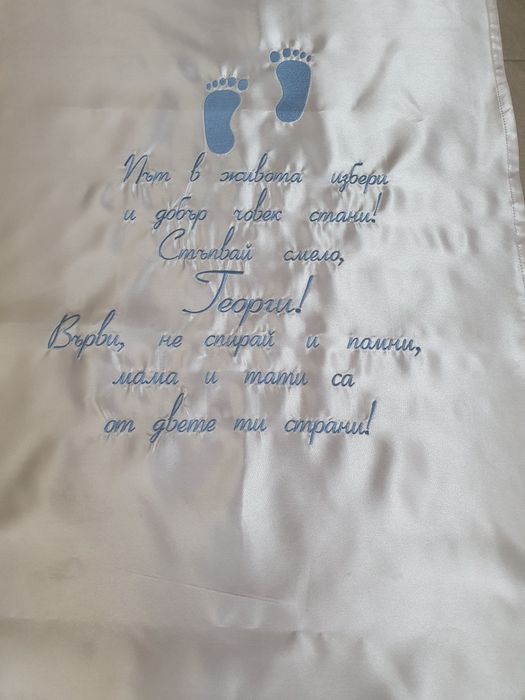 Път в живота избери
и добър човек стани!
Стъпвай смело,
Георги!
Върви, не спирай и помни,
мама и тати са
от двете ти страни!